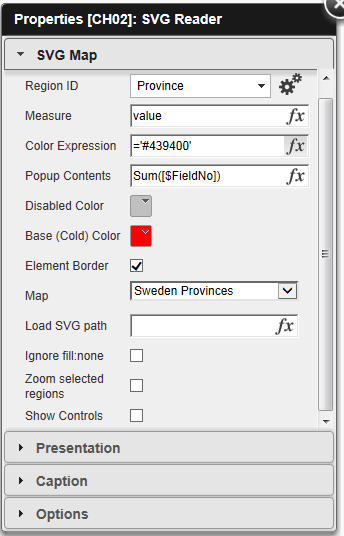 Properties [CH02]: SVG Reader
SVG Map
Region ID Province
Measure value fx
Color Expression ='#439400' fx
Popup Contents Sum([$FieldNo]) fx
Disabled Color
Base (Cold) Color
Element Border
Map Sweden Provinces
Load SVG path fx
Ignore fill:none
Zoom selected
regions
Show Controls
Presentation
Caption
Options